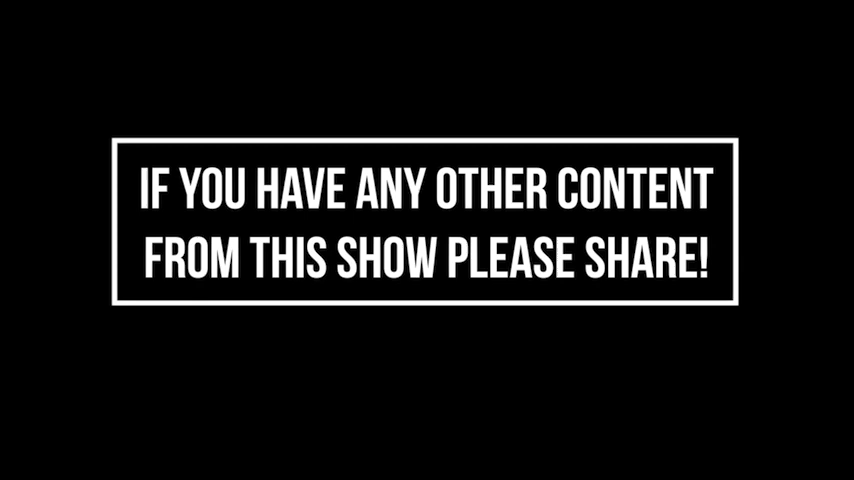 IF YOU HAVE ANY OTHER CONTENT
FROM THIS SHOW PLEASE SHARE!